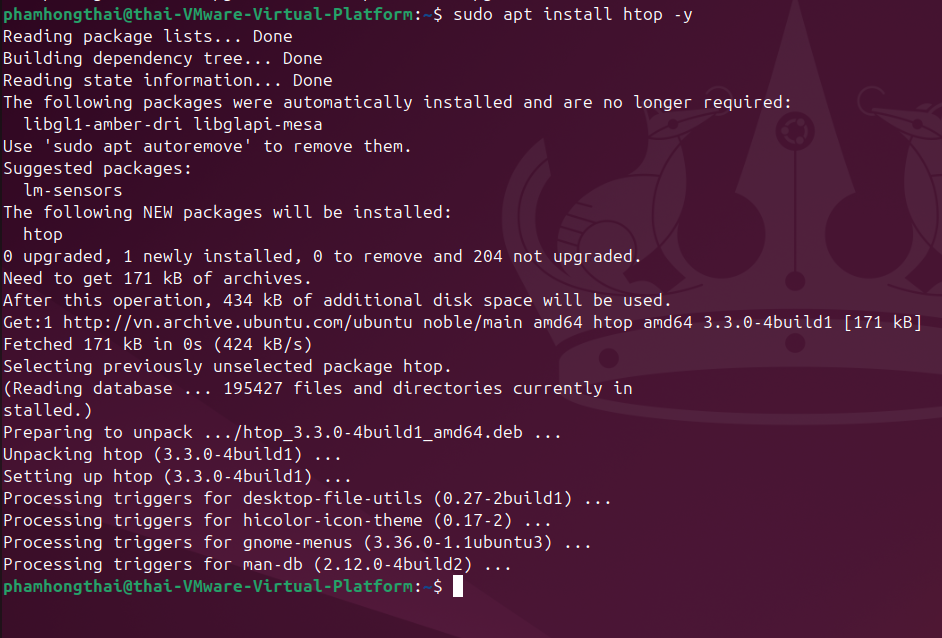 phamhongthai@thai-VMware-Virtual-Platform:~$ sudo apt install htop -y
Reading package lists... Done
Building dependency tree... Done
Reading state information... Done
The following packages were automatically installed and are no longer required:
  libgl1-amber-dri libglapi-mesa
Use 'sudo apt autoremove' to remove them.
Suggested packages:
  lm-sensors
The following NEW packages will be installed:
  htop
0 upgraded, 1 newly installed, 0 to remove and 204 not upgraded.
Need to get 171 kB of archives.
After this operation, 434 kB of additional disk space will be used.
Get:1 http://vn.archive.ubuntu.com/ubuntu noble/main amd64 htop amd64 3.3.0-4build1 [171 kB]
Fetched 171 kB in 0s (424 kB/s)
Selecting previously unselected package htop.
(Reading database ... 195427 files and directories currently in
stalled.)
Preparing to unpack .../htop_3.3.0-4build1_amd64.deb ...
Unpacking htop (3.3.0-4build1) ...
Setting up htop (3.3.0-4build1) ...
Processing triggers for desktop-file-utils (0.27-2build1) ...
Processing triggers for hicolor-icon-theme (0.17-2) ...
Processing triggers for gnome-menus (3.36.0-1.1ubuntu3) ...
Processing triggers for man-db (2.12.0-4build2) ...
phamhongthai@thai-VMware-Virtual-Platform:~$